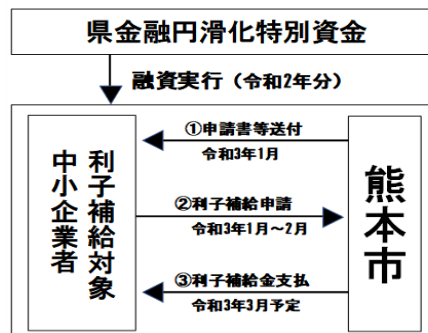 県金融円滑化特別資金
融資実行（令和2年分）
利子補給対象
中小企業者
①申請書等送付
令和3年1月
②利子補給申請
令和3年1月～2月
③利子補給金支払
令和3年3月予定
熊本市